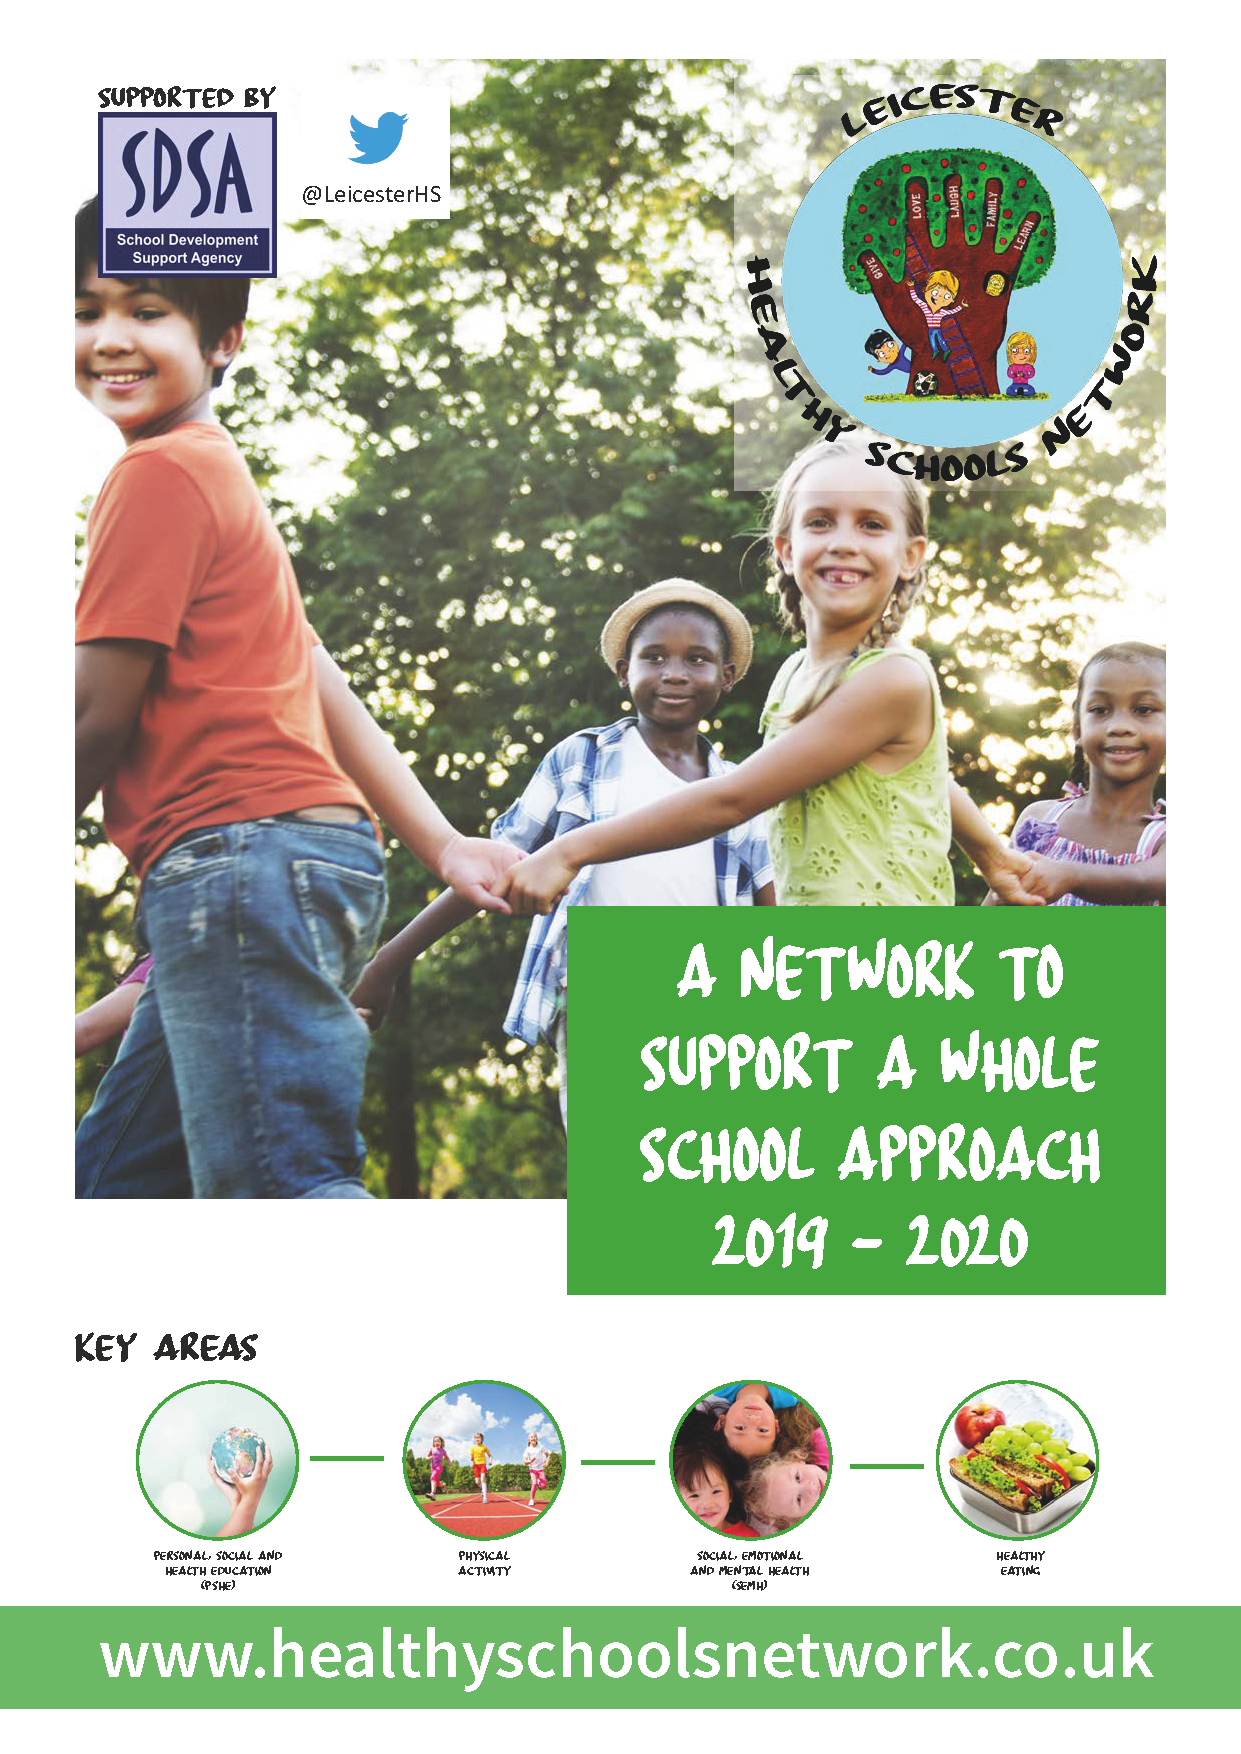 SUPPORTED BY
SDSA
School Development
Support Agency
@LeicesterHS
LEICESTER
HEALTHY SCHOOLS NETWORK
GIVE
LOVE
LAUGH
FAMILY
LEARN
A NETWORK TO
SUPPORT A WHOLE
SCHOOL APPROACH
2019 - 2020
KEY AREAS
PERSONAL, SOCIAL AND
HEALTH EDUCATION
(PSHE)
PHYSICAL
ACTIVITY
SOCIAL, EMOTIONAL
AND MENTAL HEALTH
(SEMH)
HEALTHY
EATING
www.healthyschoolsnetwork.co.uk